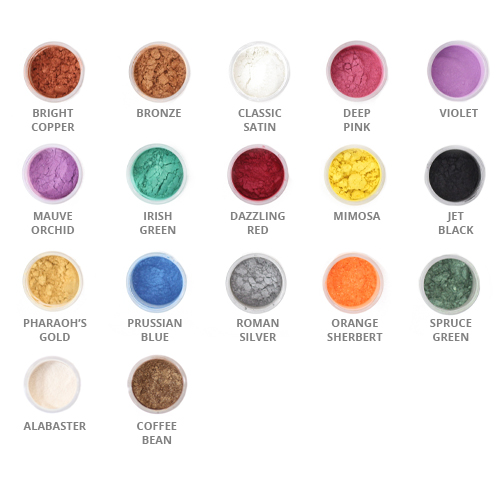 BRIGHT
COPPER
BRONZE
CLASSIC
SATIN
DEEP
PINK
VIOLET
MAUVE
ORCHID
IRISH
GREEN
DAZZLING
RED
MIMOSA
JET
BLACK
PHARAOH'S
GOLD
PRUSSIAN
BLUE
ROMAN
SILVER
ORANGE
SHERBERT
SPRUCE
GREEN
ALABASTER
COFFEE
BEAN